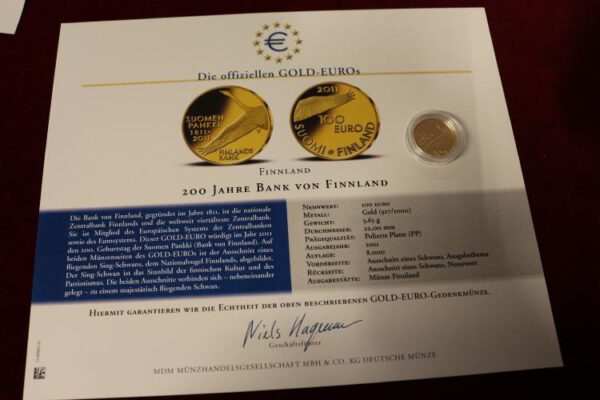 €
Die offiziellen GOLD-EUROs
SUOMEN
PANKKI
1811-
2011
FINLANDS
BANK
2011
100
EURO
SUOMI • FINLAND
FINNLAND
200 JAHRE BANK VON FINNLAND
Die Bank von Finnland, gegründet im Jahre 1811, ist die nationale
Zentralbank Finnlands und die weltweit viertälteste Zentralbank.
Sie ist Mitglied des Europäischen Systems der Zentralbanken
sowie des Eurosystems. Dieser GOLD-EURO würdigt im Jahr 2011
den 200. Geburtstag der Suomen Pankki (Bank von Finnland). Auf
beiden Münzenseiten des GOLD-EUROs ist der Ausschnitt eines
fliegenden Sing-Schwans, dem Nationalvogel Finnlands, abgebildet.
Der Sing-Schwan ist das Sinnbild der finnischen Kultur und des
Patriotismus. Die beiden Ausschnitte verbinden sich – nebeneinander
gelegt – zu einem majestätisch fliegenden Schwan.
NENNWERT: 100 EURO
METALL: Gold (917/1000)
GEWICHT: 5,65 g
DURCHMESSER: 22,00 mm
PRÄGEQUALITÄT: Polierte Platte (PP)
AUSGABEJAHR: 2011
AUFLAGE: 8.000
VORDERSEITE: Ausschnitt eines Schwans, Ausgabethema
RÜCKSEITE: Ausschnitt eines Schwans, Nennwert
AUSGABESTÄTTE: Münze Finnland
HIERMIT GARANTIEREN WIR DIE ECHTHEIT DER OBEN BESCHRIEBENEN GOLD-EURO-GEDENKMÜNZE.
Niels Hagemann
Geschäftsführer
MDM MÜNZHANDELSGESELLSCHAFT MBH & CO. KG DEUTSCHE MÜNZE